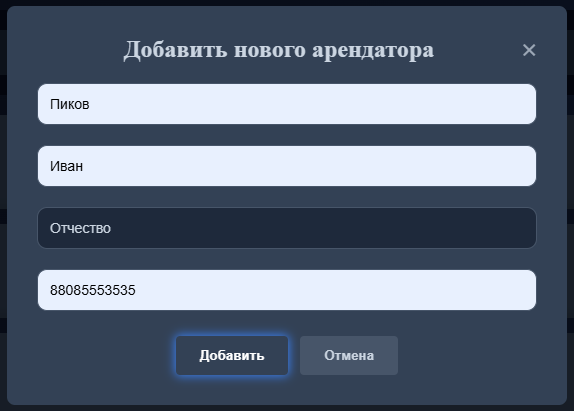 Добавить нового арендатора
×
Пиков
Иван
Отчество
88085553535
Добавить
Отмена